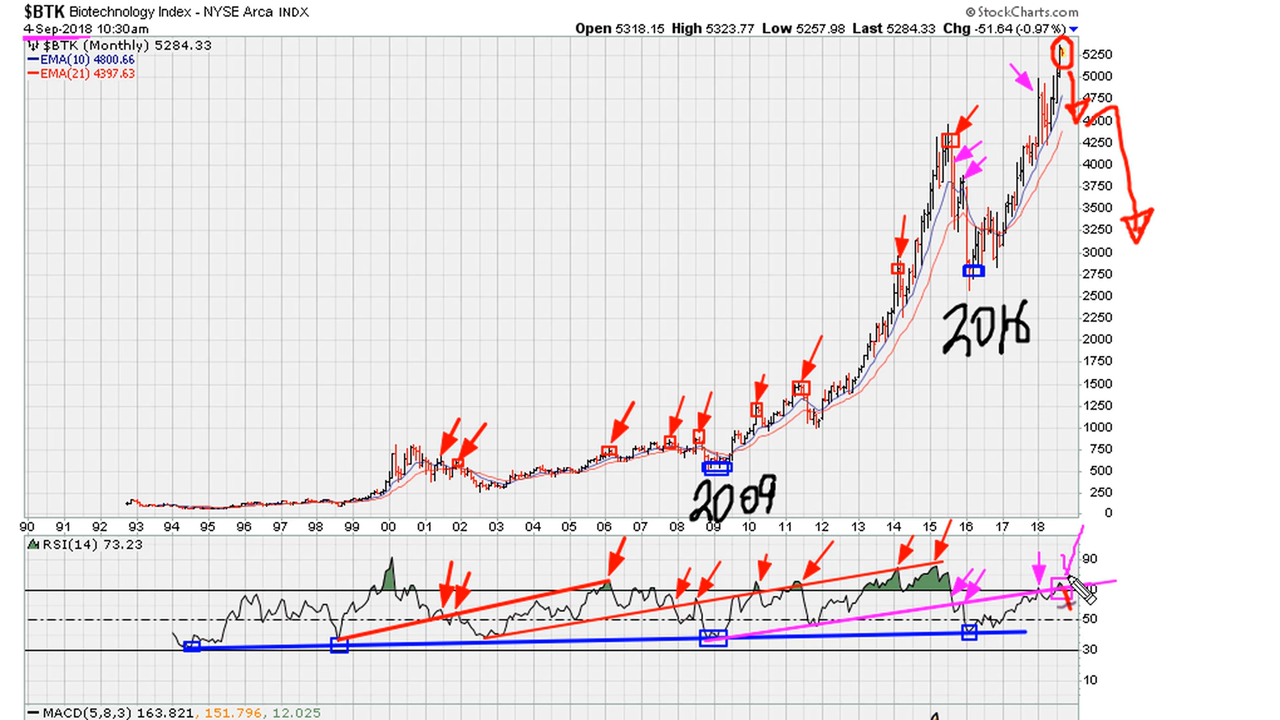 $BTK Biotechnology Index - NYSE Arca INDX
© StockCharts.com
4-Sep-2018 10:30am
Open 5318.15 High 5323.77 Low 5257.98 Last 5284.33 Chg -51.64 (-0.97%)
$BTK (Monthly) 5284.33
EMA(10) 4800.66
EMA(21) 4397.63
5250
5000
4750
4500
4250
4000
3750
3500
3250
3000
2750
2500
2250
2000
1750
1500
1250
1000
750
500
250
0
2016
2009
90 91 92 93 94 95 96 97 98 99 00 01 02 03 04 05 06 07 08 09 10 11 12 13 14 15 16 17 18
RSI(14) 73.23
90
50
30
10
MACD(5,8,3) 163.821, 151.796, 12.025